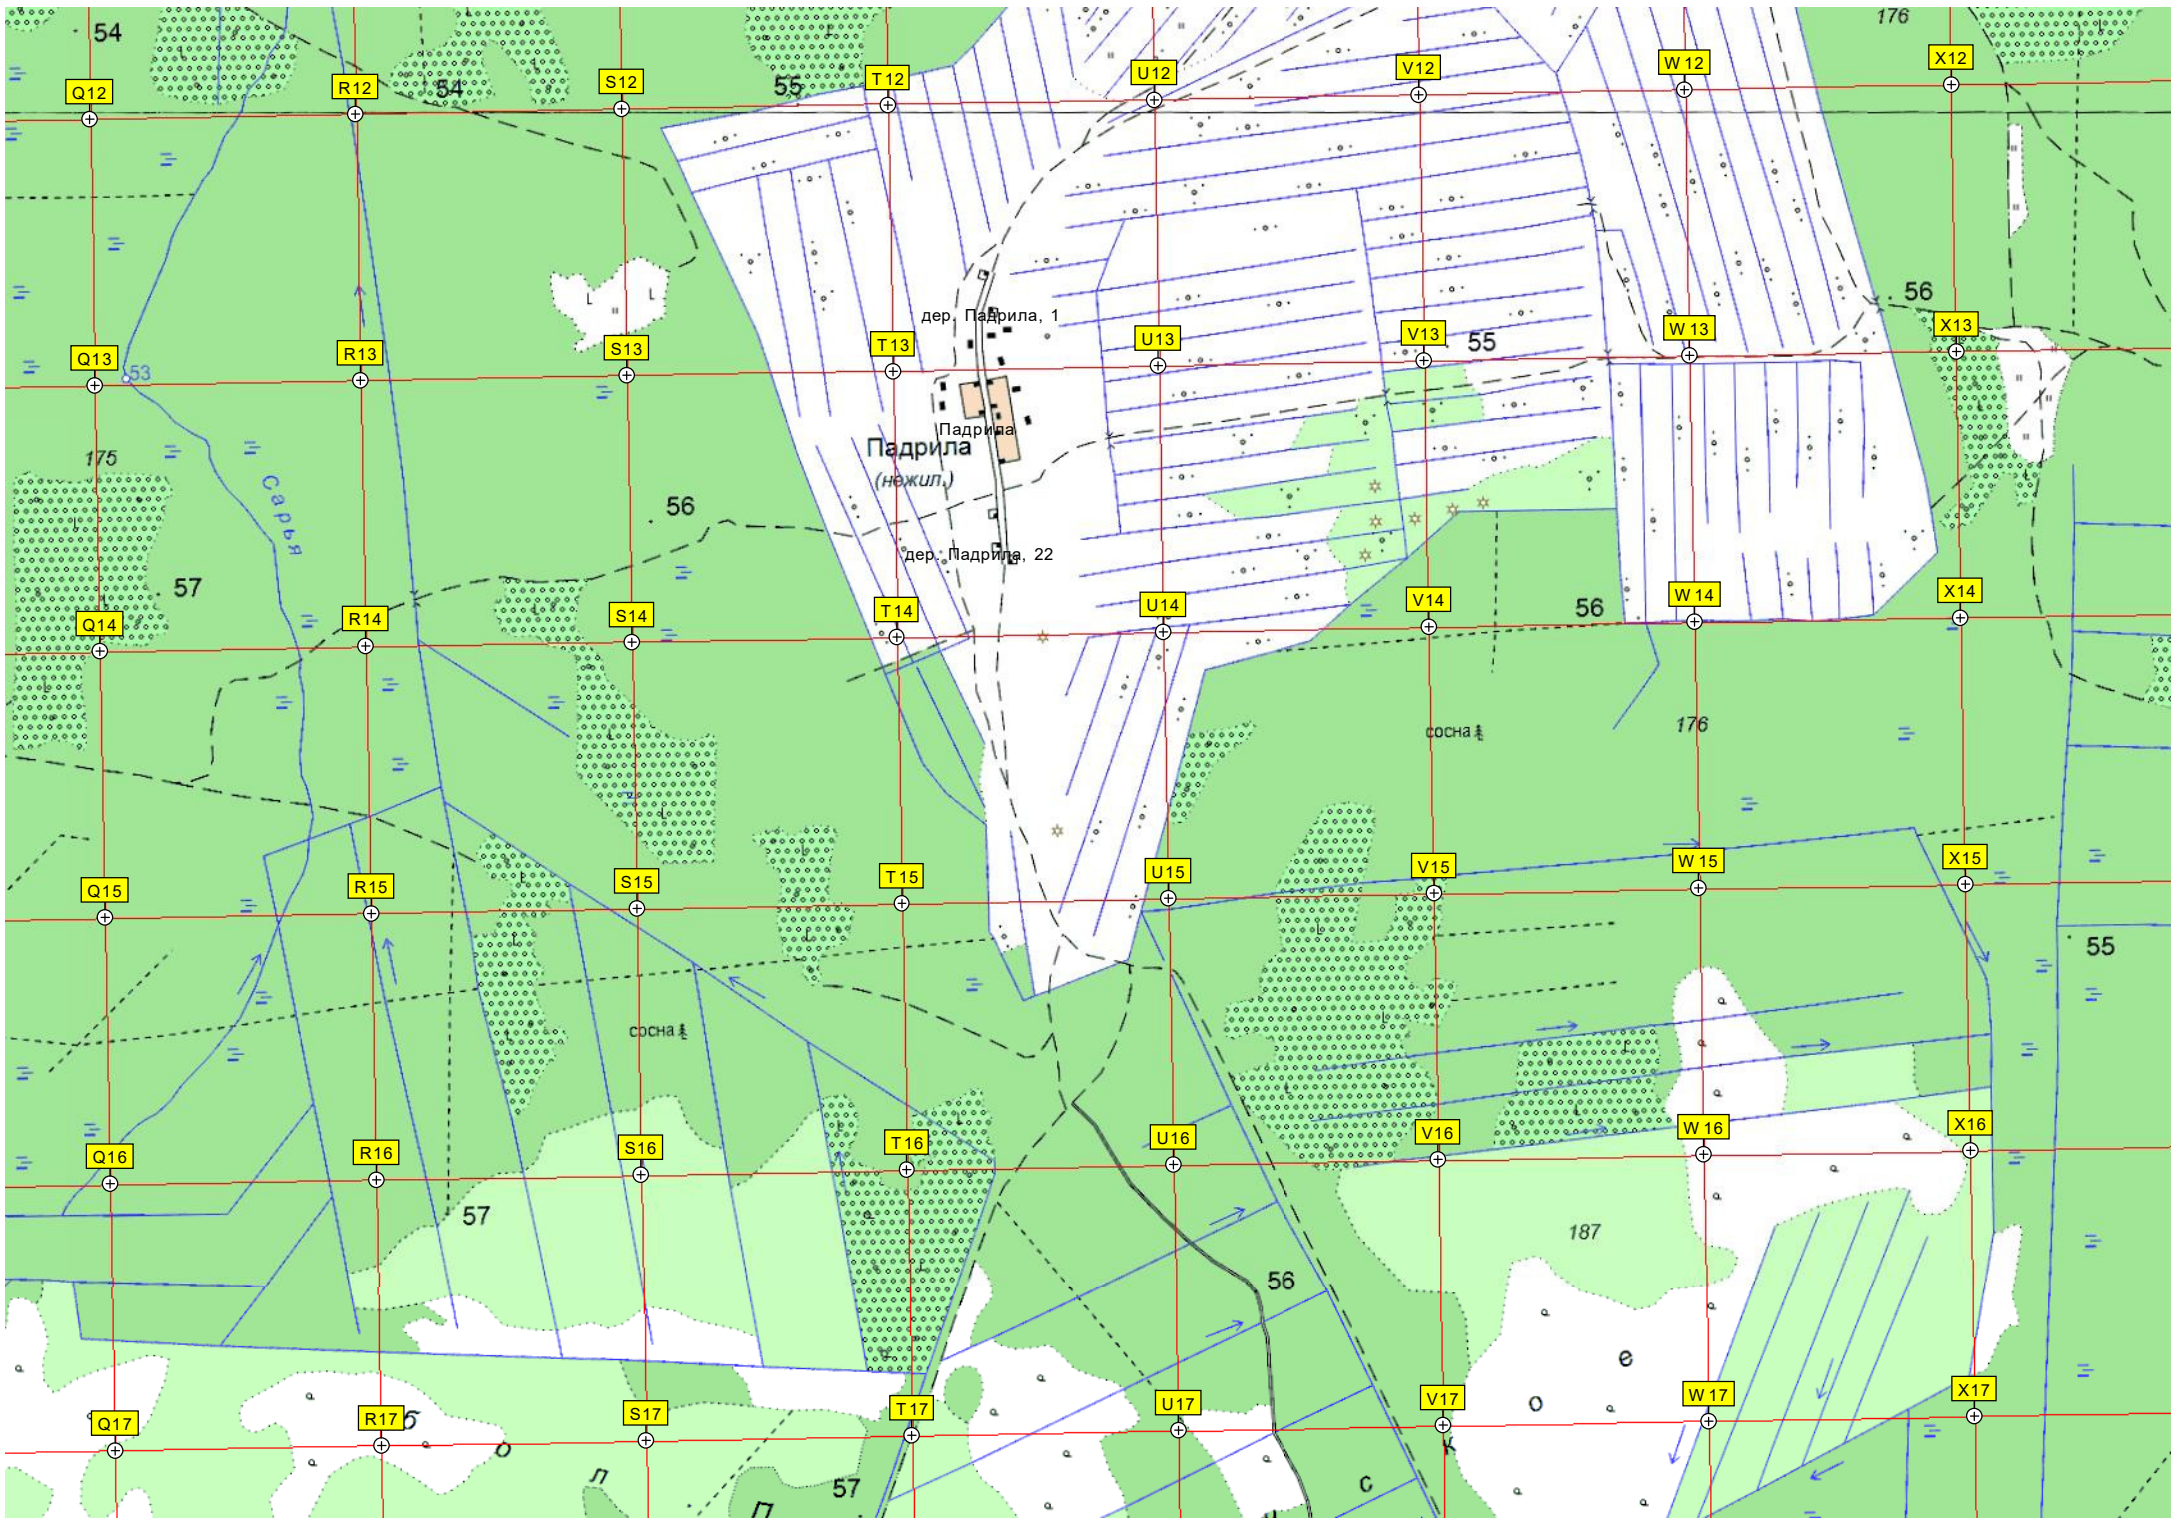 54
176
Q12
R12
54
S12
55
T12
U12
V12
W12
X12
56
дер. Падрила, 1
Q13
53
R13
S13
T13
U13
V13
55
W13
X13
175
Сарья
Падрила
Падрила
(нежил.)
56
дер. Падрила, 22
57
Q14
R14
S14
T14
U14
V14
56
W14
X14
сосна
176
Q15
R15
S15
T15
U15
V15
W15
X15
55
сосна
Q16
R16
S16
T16
U16
V16
W16
X16
57
187
56
е
о
Q17
R17
б
S17
T17
U17
V17
W17
X17
о
л
к
с
57
П